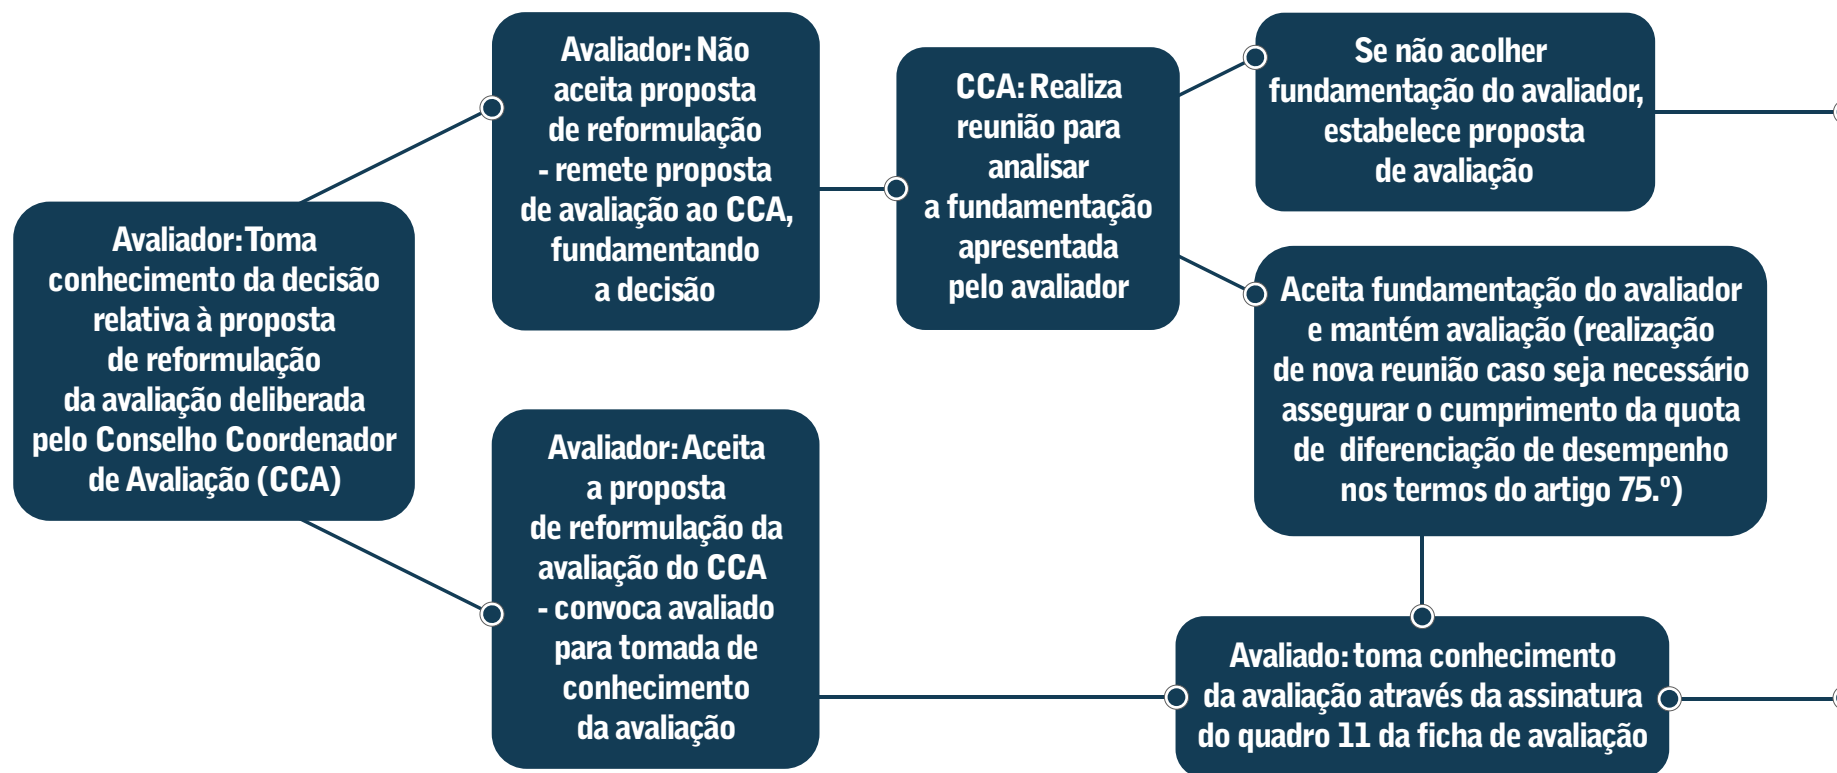 Avaliador: Toma
conhecimento da decisão
relativa à proposta
de reformulação
da avaliação deliberada
pelo Conselho Coordenador
de Avaliação (CCA)
Avaliador: Não
aceita proposta
de reformulação
- remete proposta
de avaliação ao CCA,
fundamentando
a decisão
CCA: Realiza
reunião para
analisar
a fundamentação
apresentada
pelo avaliador
Se não acolher
fundamentação do avaliador,
estabelece proposta
de avaliação
Aceita fundamentação do avaliador
e mantém avaliação (realização
de nova reunião caso seja necessário
assegurar o cumprimento da quota
de diferenciação de desempenho
nos termos do artigo 75.º)
Avaliador: Aceita
a proposta
de reformulação da
avaliação do CCA
- convoca avaliado
para tomada de
conhecimento
da avaliação
Avaliado: toma conhecimento
da avaliação através da assinatura
do quadro 11 da ficha de avaliação